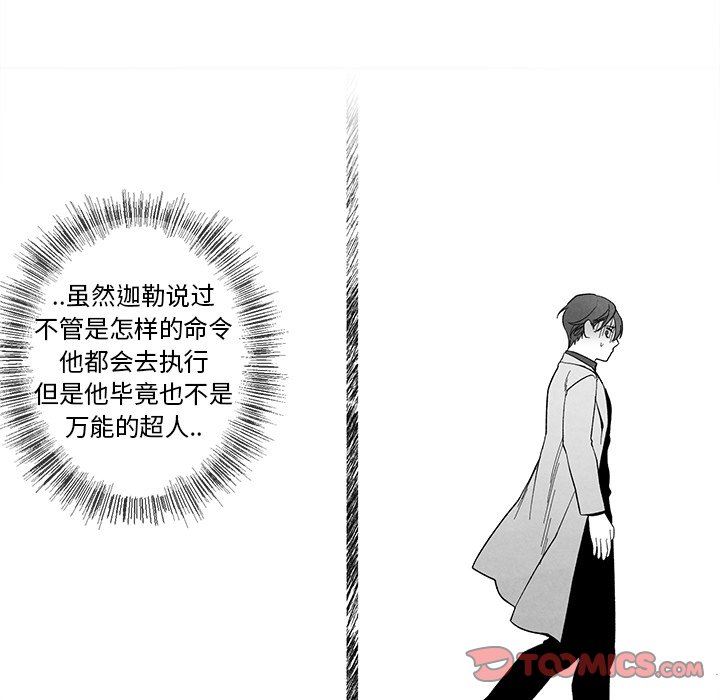 ..虽然迦勒说过
不管是怎样的命令
他都会去执行
但是他毕竟也不是
万能的超人..
TOOMICS.com